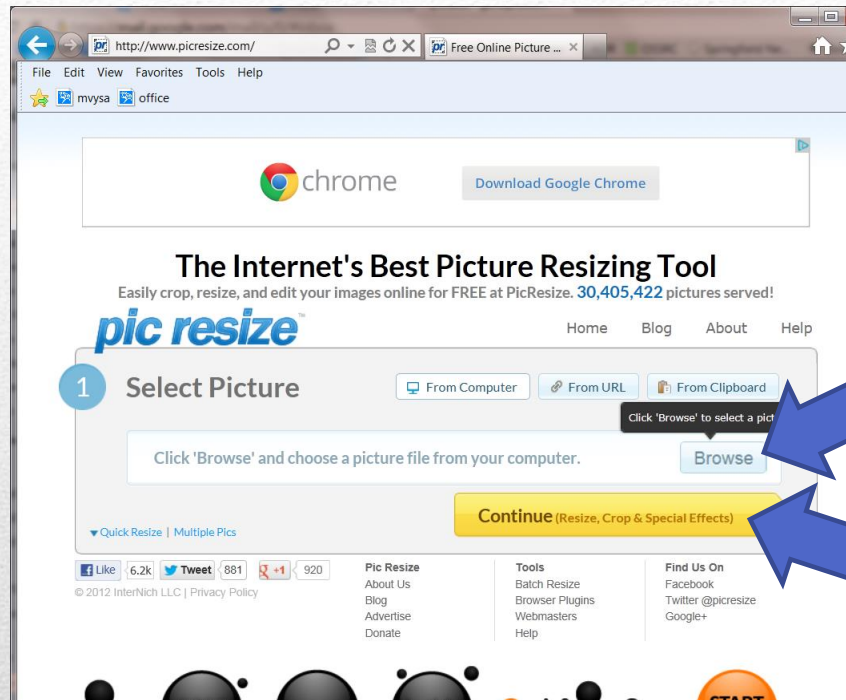 pr http://www.picresize.com/
pr Free Online Picture ...
File Edit View Favorites Tools Help
mvysa office
chrome
Download Google Chrome
The Internet's Best Picture Resizing Tool
Easily crop, resize, and edit your images online for FREE at PicResize. 30,405,422 pictures served!
pic resize™
Home Blog About Help
1 Select Picture
From Computer From URL From Clipboard
Click 'Browse' to select a
Click 'Browse' and choose a picture file from your computer.
Browse
Continue (Resize, Crop & Special Effects)
Quick Resize | Multiple Pics
Like 6.2k Tweet 881 +1 920
© 2012 InterNich LLC | Privacy Policy
Pic Resize
About Us
Blog
Advertise
Donate
Tools
Batch Resize
Browser Plugins
Webmasters
Help
Find Us On
Facebook
Twitter @picresize
Google+
START